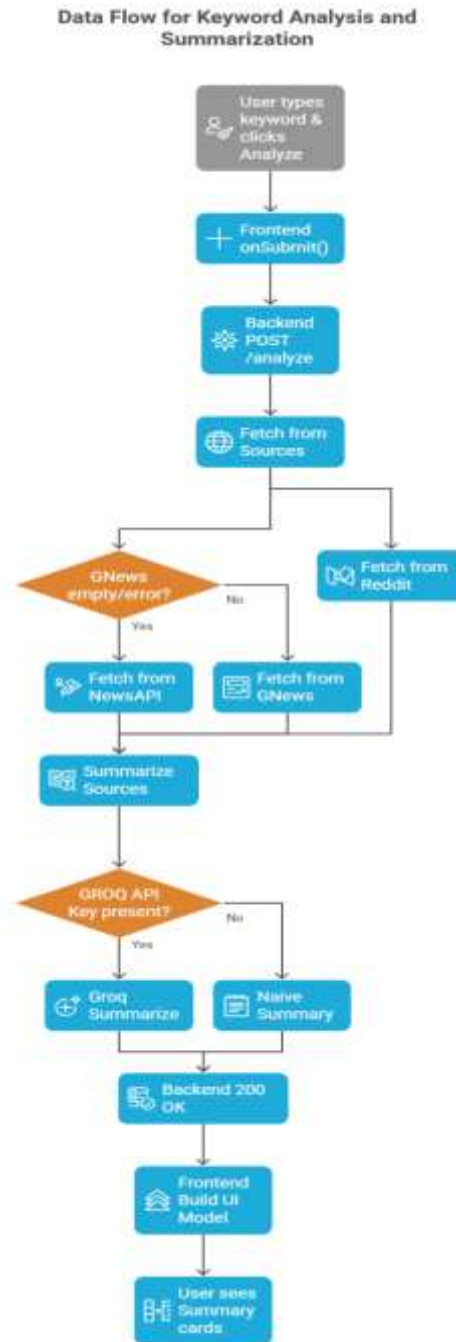 Data Flow for Keyword Analysis and
Summarization
User types
keyword &
clicks
Analyze
Frontend
onSubmit()
Backend
POST
/analyze
Fetch from
Sources
GNews
empty/error?
No
Fetch from
Reddit
Yes
Fetch from
NewsAPI
Fetch from
GNews
Summarize
Sources
GROQ API
Key present?
No
Yes
Groq
Summarize
Naive
Summary
Backend 200
OK
Frontend
Build UI
Model
User sees
Summary
cards